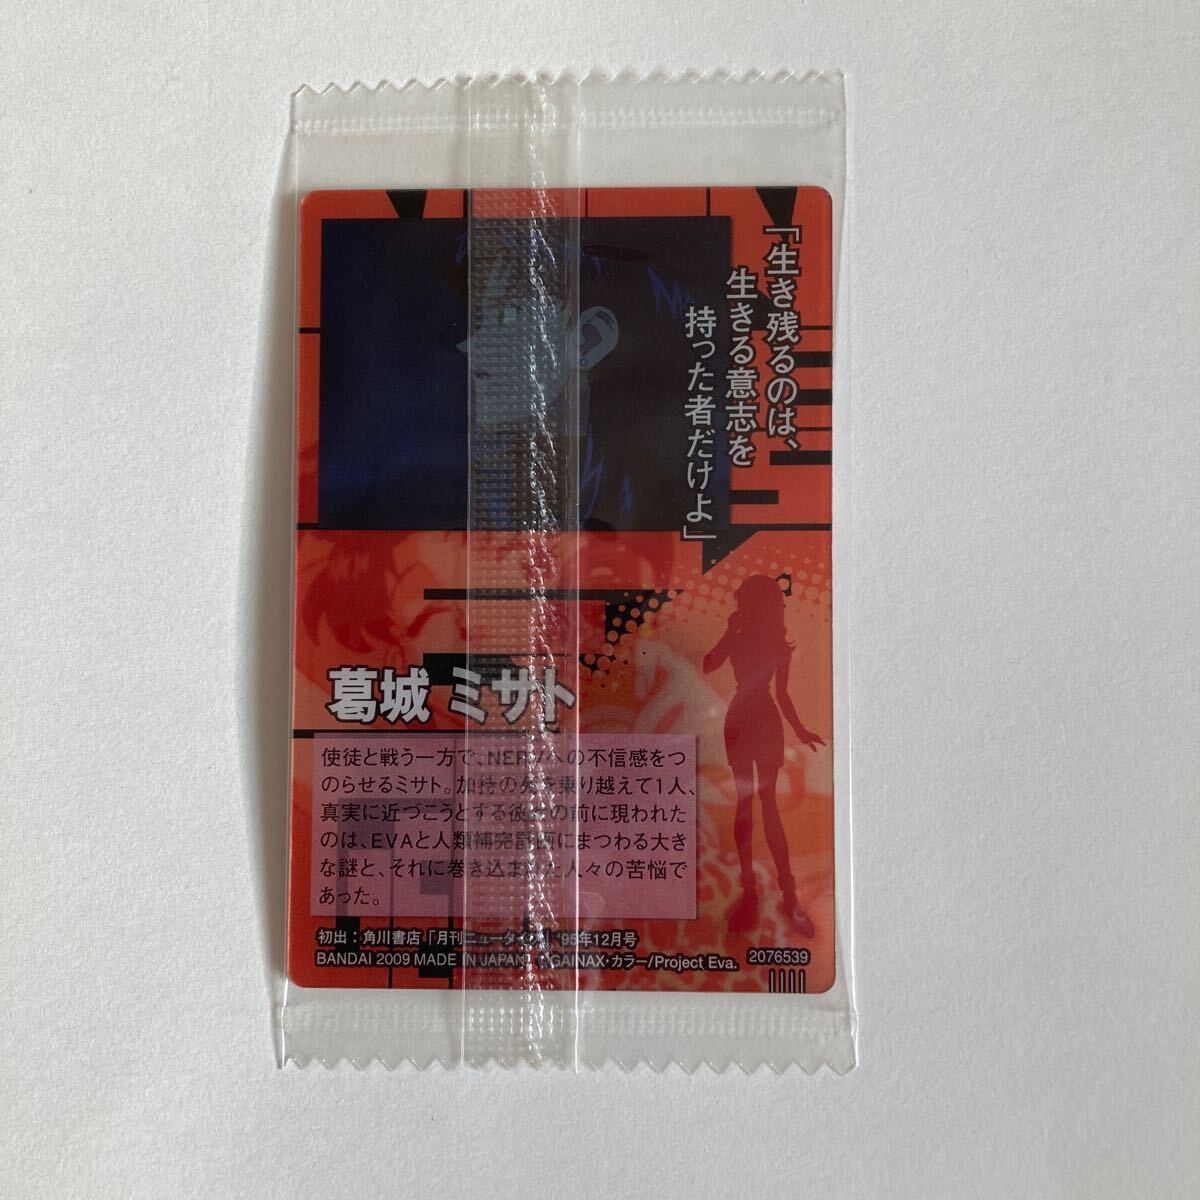 「生き残るのは、
生きる意志を
持った者だけよ」
葛城 ミサト
使徒と戦う一方で、NERVへの不信感をつ
のらせるミサト。加持の死を乗り越えて1人、
真実に近づこうとする彼女の前に現われた
のは、EVAと人類補完計画にまつわる大き
な謎と、それに巻き込まれた人々の苦悩で
あった。
初出：角川書店「月刊ニュータイプ」'95年12月号
BANDAI 2009 MADE IN JAPAN ©GAINAX・カラー/Project Eva.
2076539